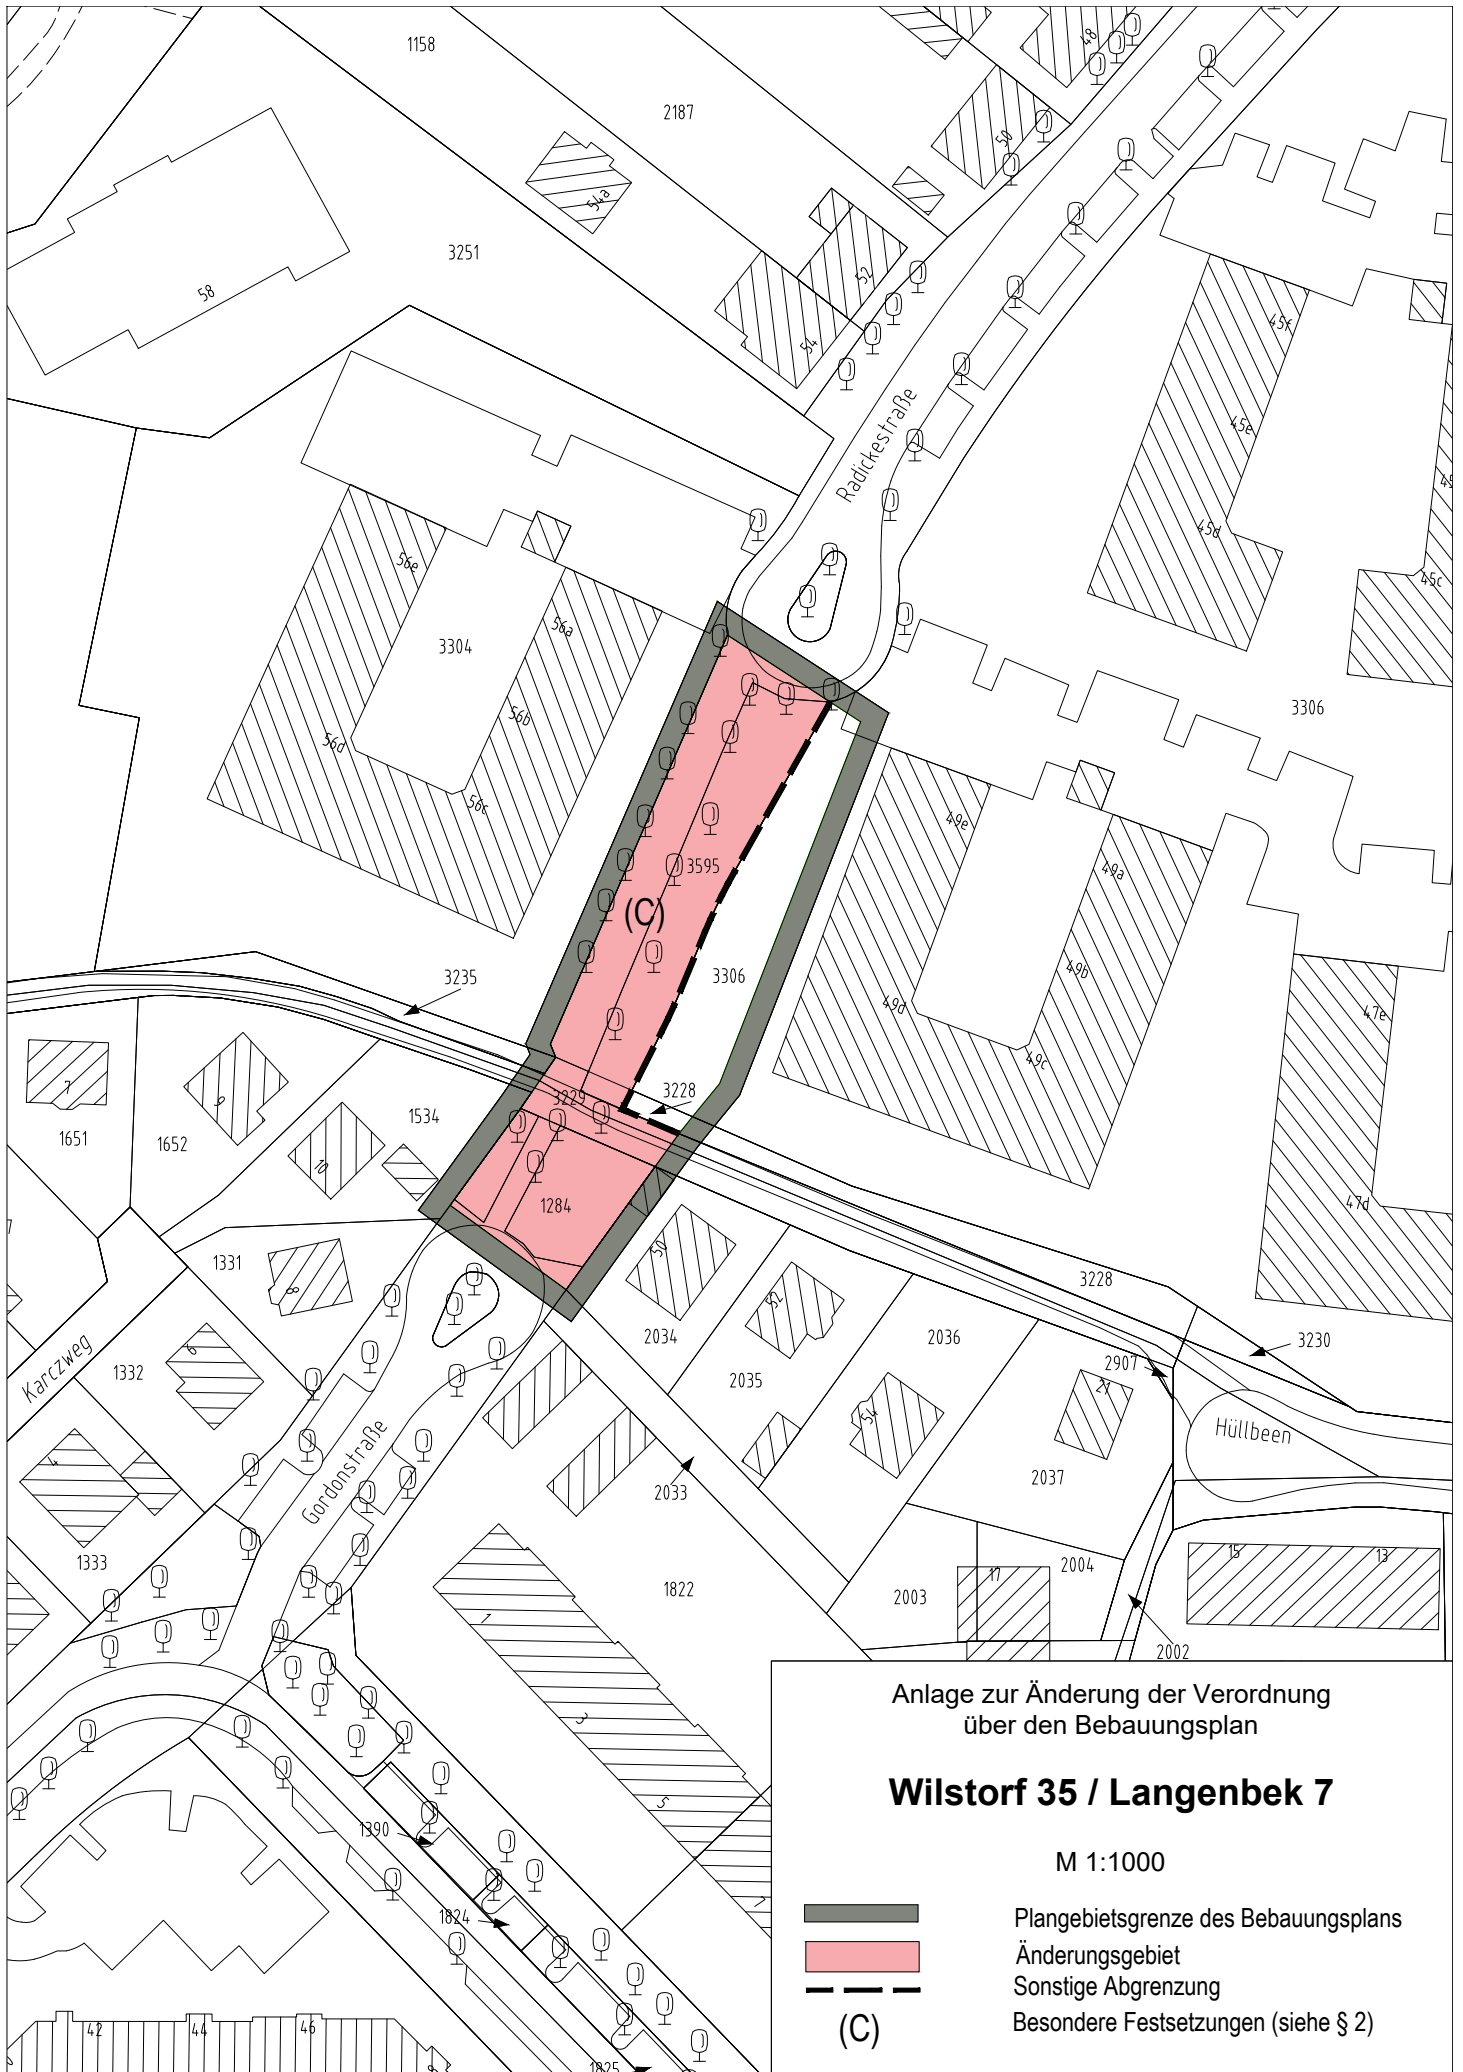 1158
48
2187
50
54a
3251
52
58
54
45f
Radickestraße
45e
45d
56e
45c
56a
3304
56b
3306
56d
56c
49e
3595
49a
(C)
3235
3306
49b
49d
47e
49c
7
9
3229
3228
1534
1651
1652
10
1284
47d
50
1331
3228
8
52
2034
2036
3230
6
2907
Karczweg
1332
2035
21
54
Hüllbeen
4
Gordonstraße
2037
2033
15
13
1333
2004
17
1822
2003
1
2002
3
5
1390
7
1824
42
44
46
1825
Anlage zur Änderung der Verordnung
über den Bebauungsplan
Wilstorf 35 / Langenbek 7
M 1:1000
Plangebietsgrenze des Bebauungsplans
Änderungsgebiet
Sonstige Abgrenzung
(C) Besondere Festsetzungen (siehe § 2)